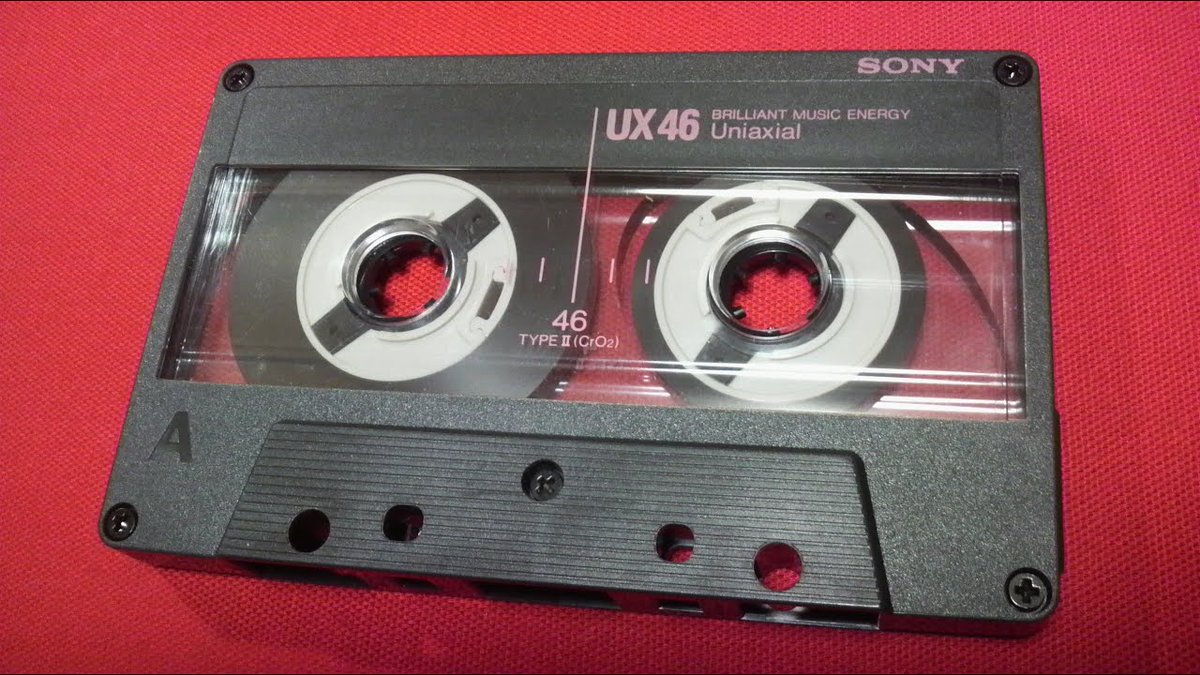 SONY
UX46 BRILLIANT MUSIC ENERGY
Uniaxial
46
TYPE II (CrO₂)
A